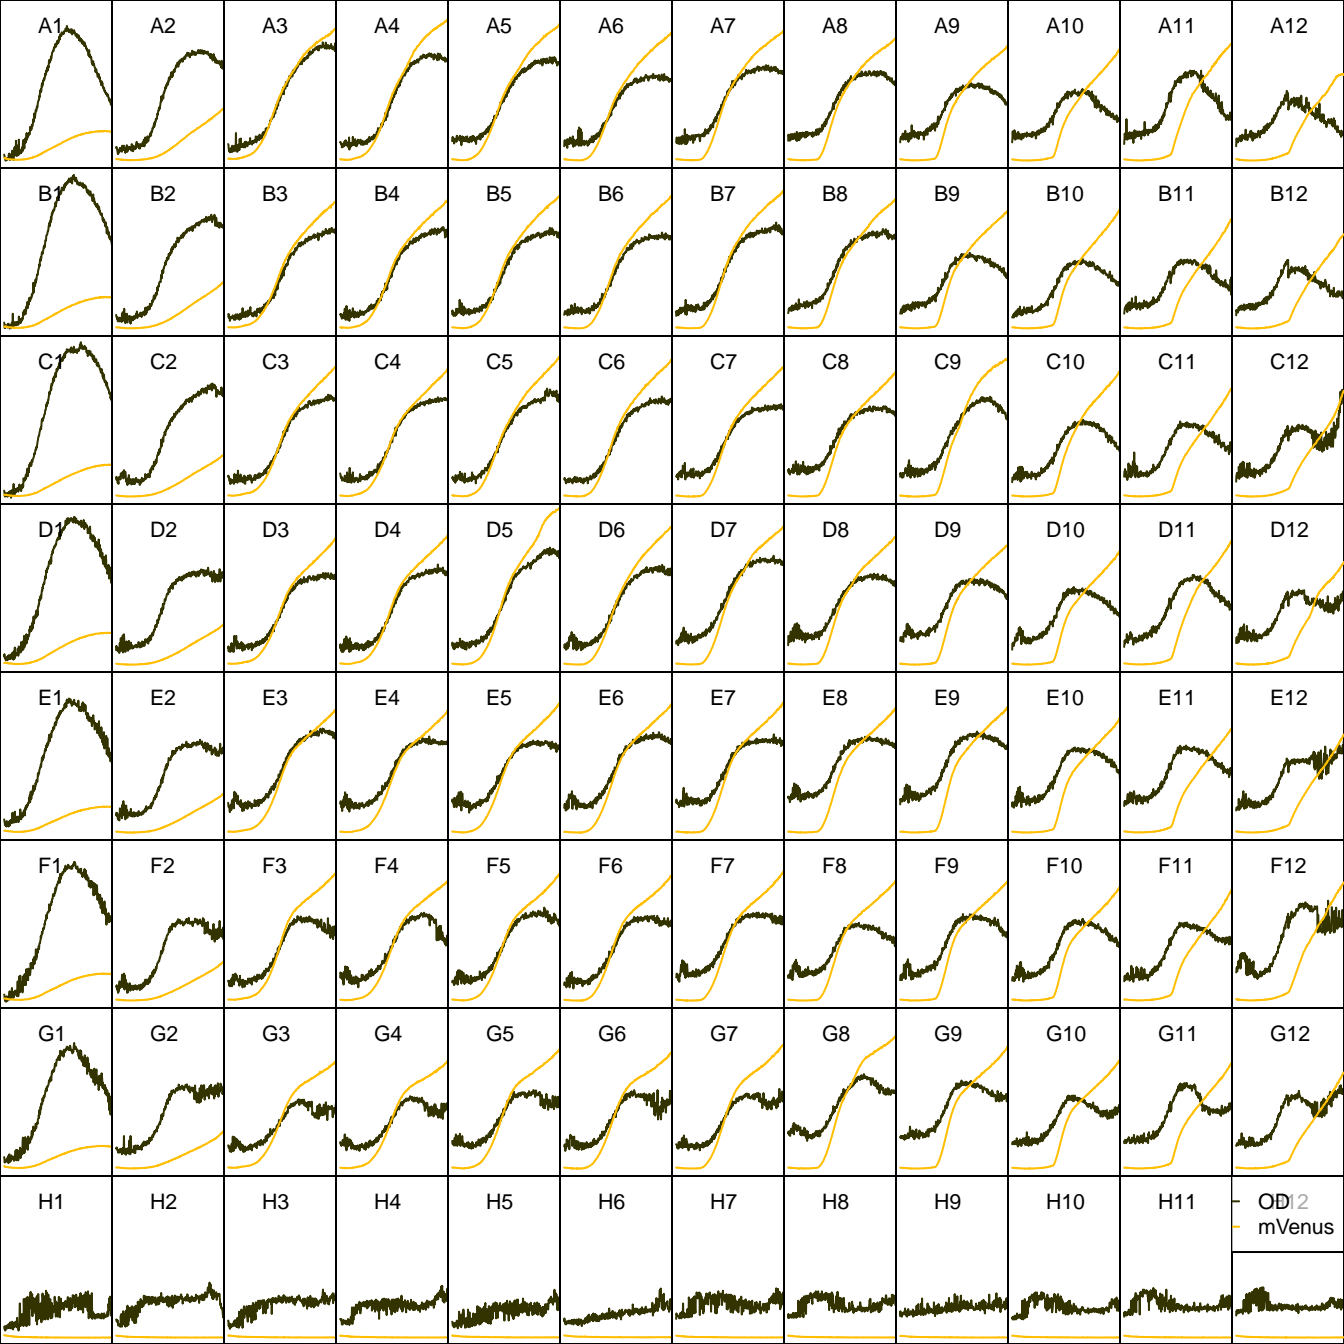 A1 A2 A3 A4 A5 A6 A7 A8 A9 A10 A11 A12
B1 B2 B3 B4 B5 B6 B7 B8 B9 B10 B11 B12
C1 C2 C3 C4 C5 C6 C7 C8 C9 C10 C11 C12
D1 D2 D3 D4 D5 D6 D7 D8 D9 D10 D11 D12
E1 E2 E3 E4 E5 E6 E7 E8 E9 E10 E11 E12
F1 F2 F3 F4 F5 F6 F7 F8 F9 F10 F11 F12
G1 G2 G3 G4 G5 G6 G7 G8 G9 G10 G11 G12
H1 H2 H3 H4 H5 H6 H7 H8 H9 H10 H11 H12
OD
mVenus